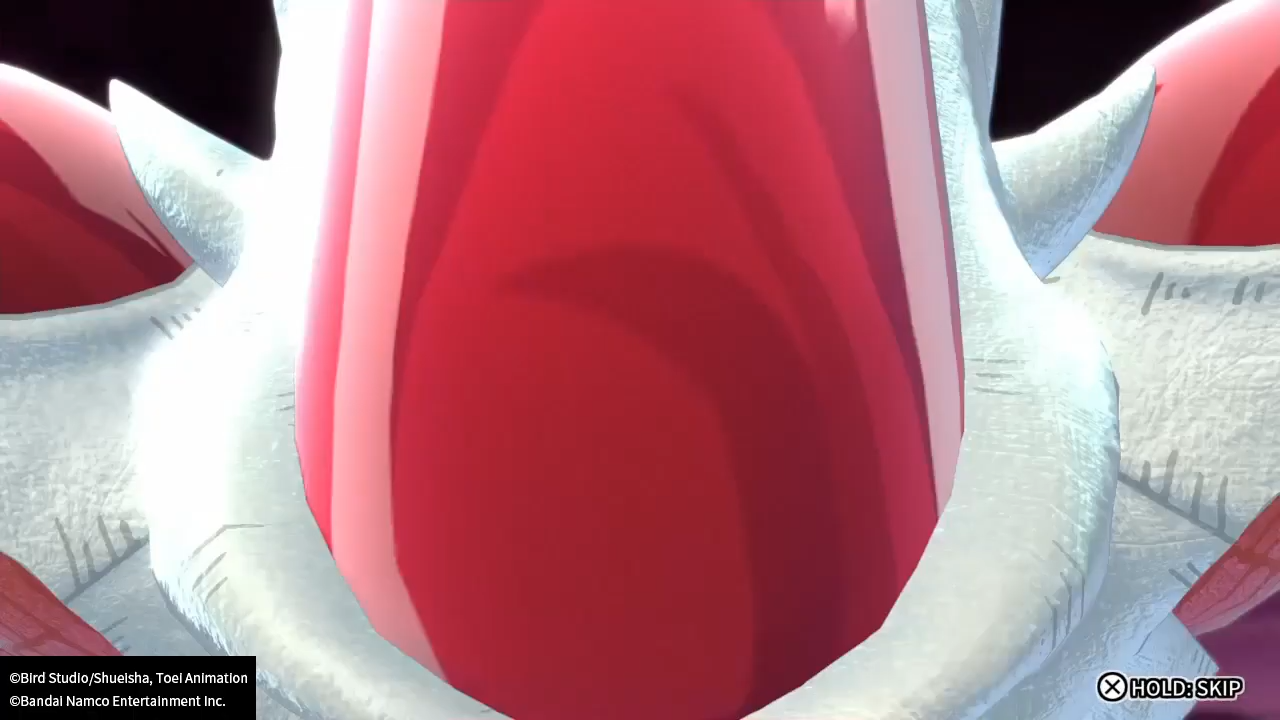 ©Bird Studio/Shueisha, Toei Animation
©Bandai Namco Entertainment Inc.
HOLD: SKIP